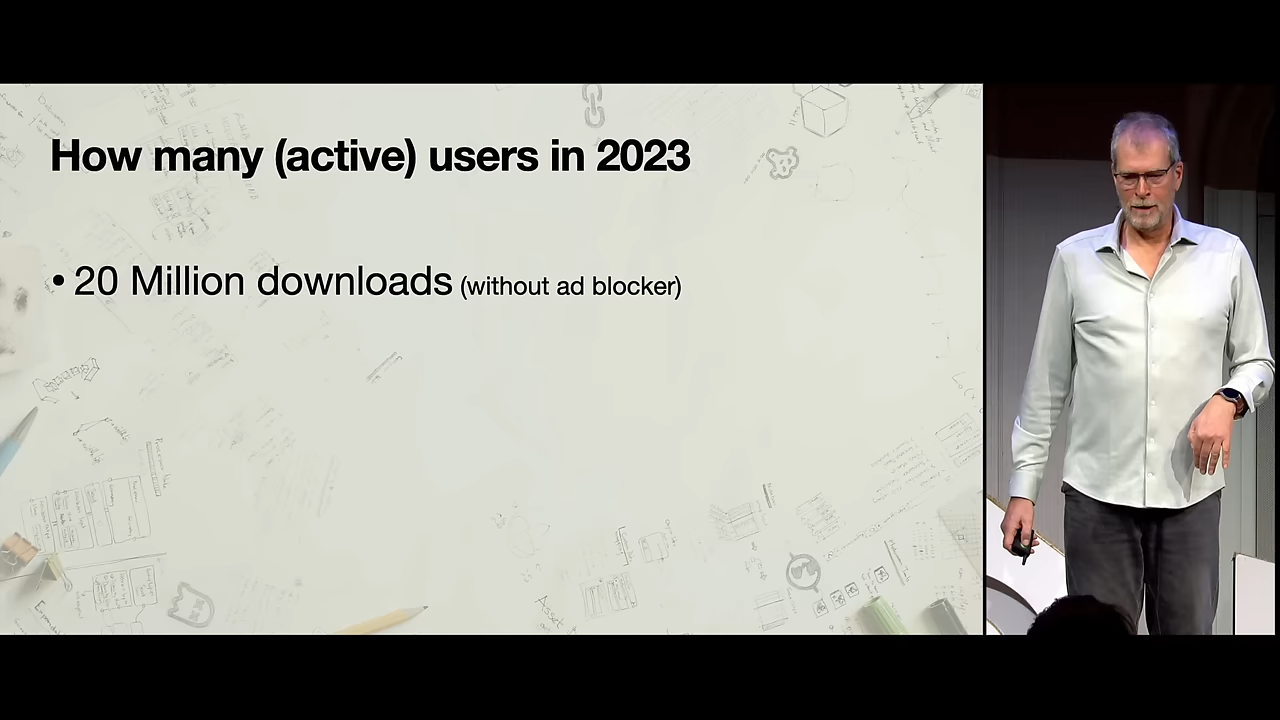 How many (active) users in 2023
• 20 Million downloads (without ad blocker)